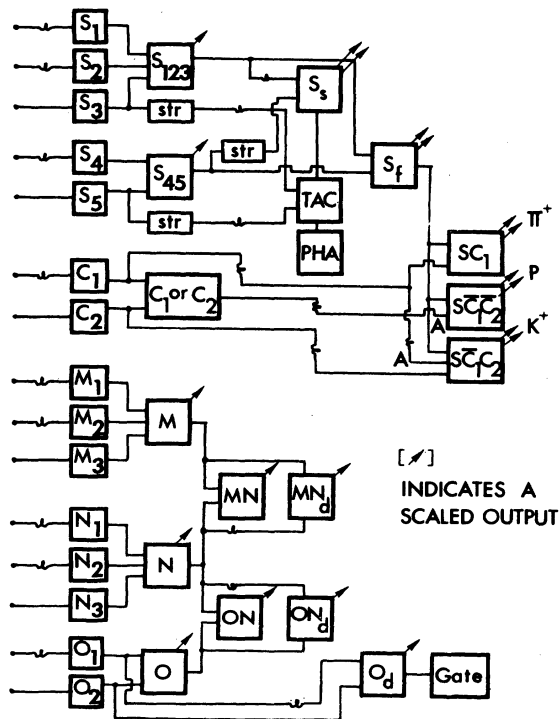 S1
S2
S123
S3
str
Ss
S4
S45
str
Sf
S5
str
TAC
PHA
π+
SC1
P
C1
C1 or C2
SC̄1C̄2
A
K+
C2
SC̄1C2
A
M1
M2
M
M3
[↗]
INDICATES A
SCALED OUTPUT
MN
MNd
N1
N2
N
N3
ON
ONd
O1
O
O2
Od
Gate